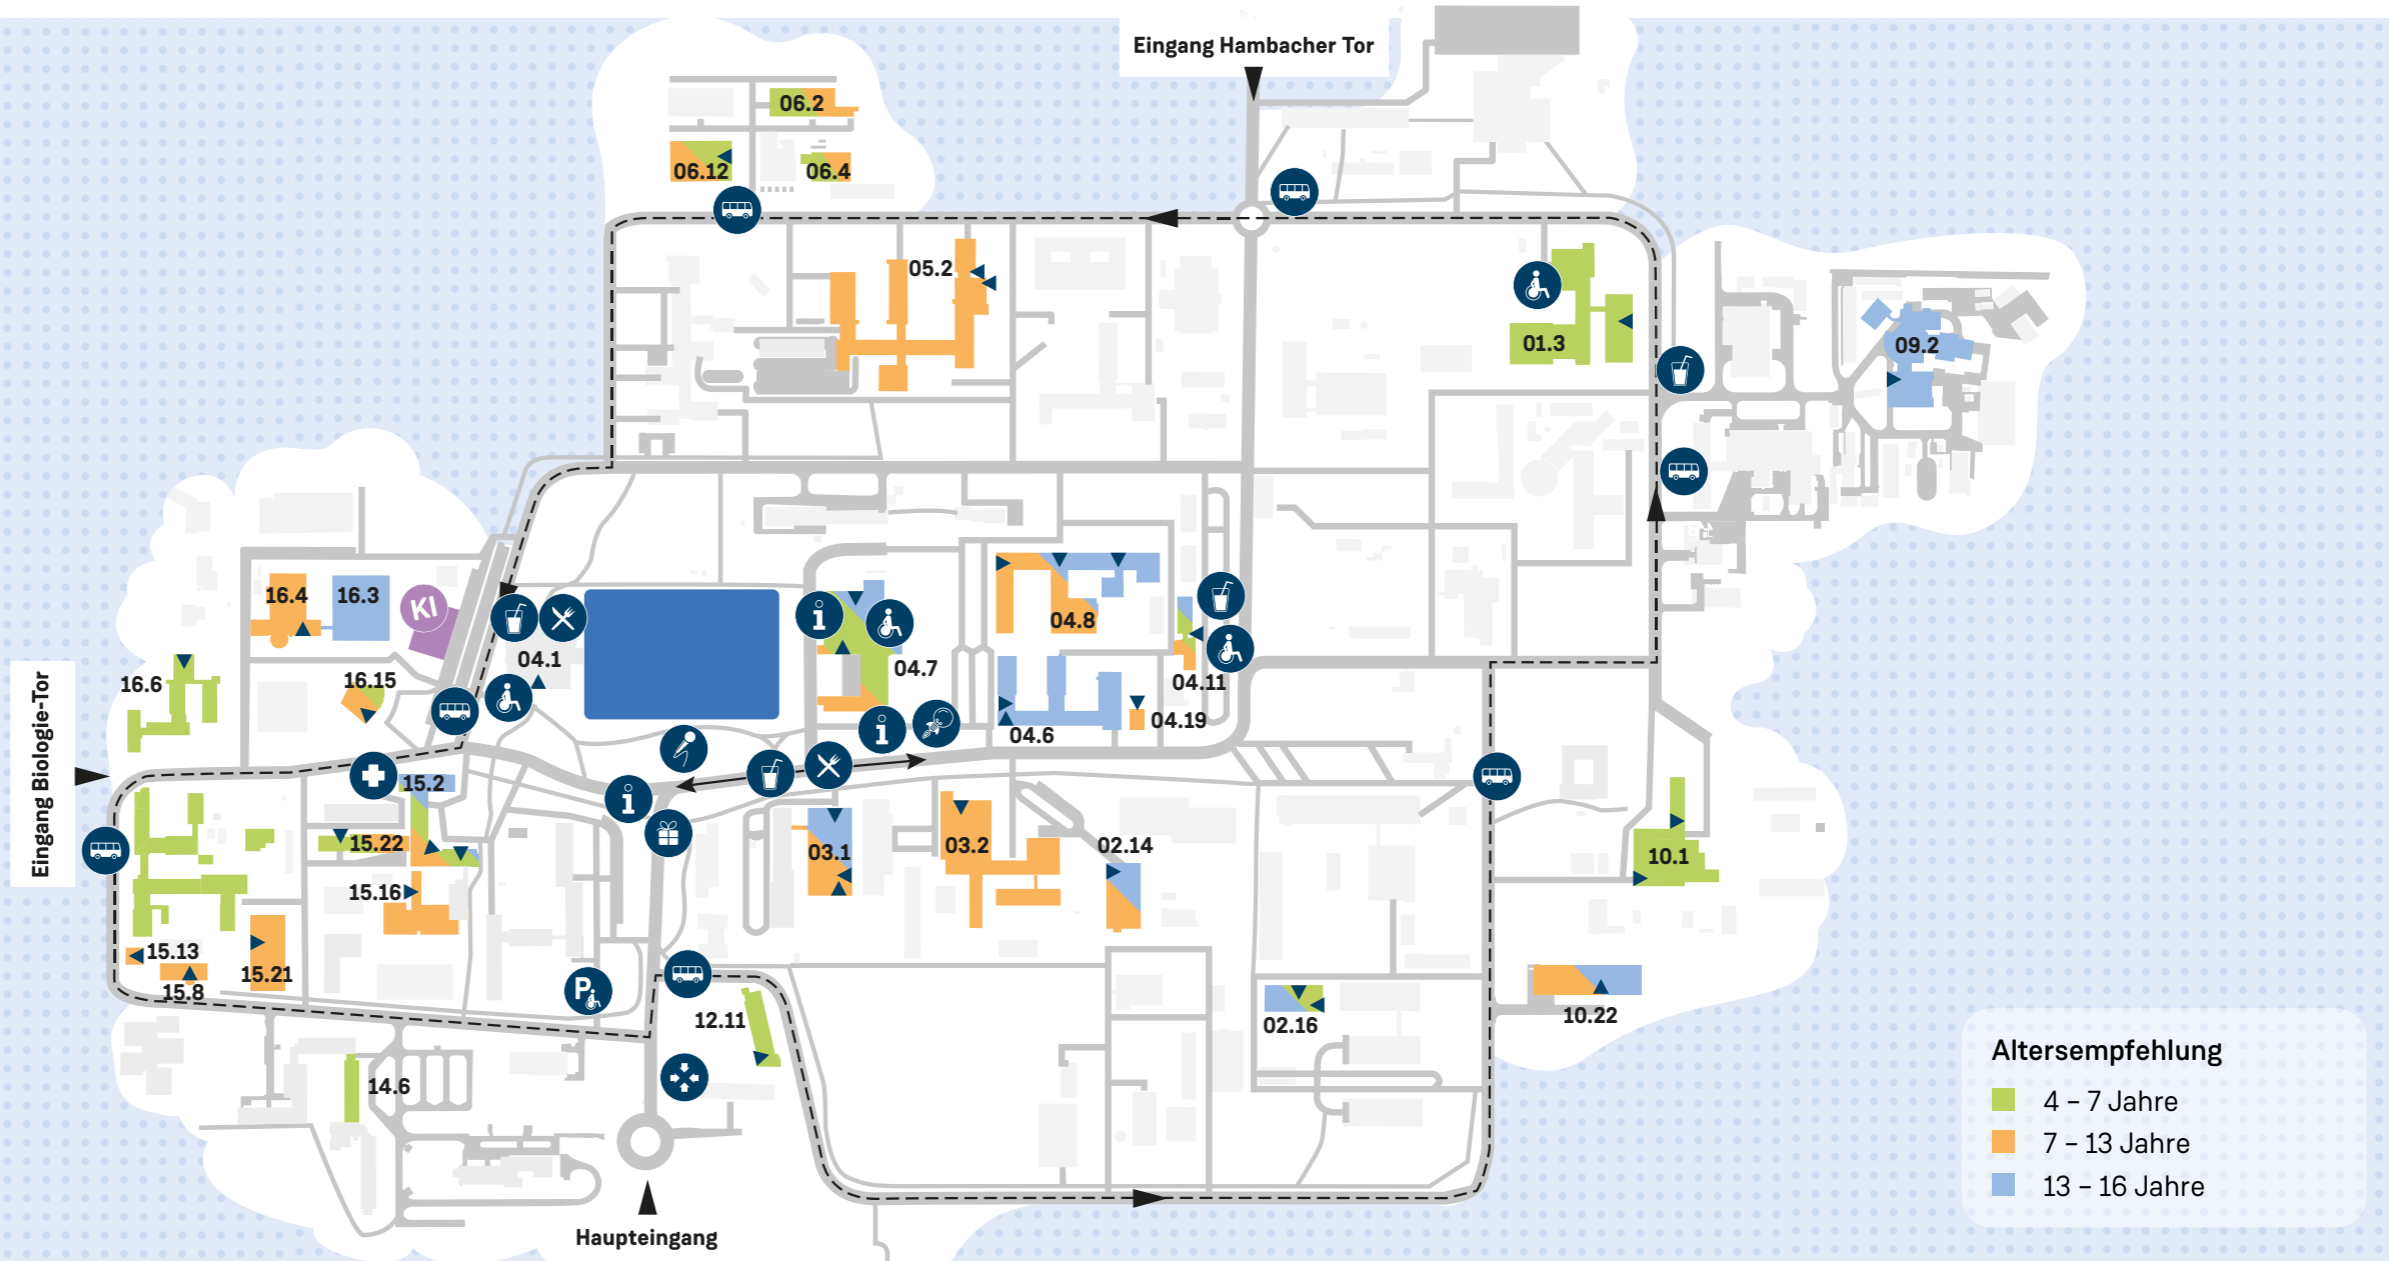 Eingang Hambacher Tor
06.2
06.12
06.4
05.2
01.3
09.2
16.4
16.3
KI
04.1
16.6
16.15
04.7
04.8
04.11
04.6
04.19
Eingang Biologie-Tor
15.2
15.22
15.16
15.13
15.8
15.21
i
i
i
03.1
03.2
02.14
10.1
P
12.11
02.16
10.22
14.6
Haupteingang
Altersempfehlung
4 – 7 Jahre
7 – 13 Jahre
13 – 16 Jahre